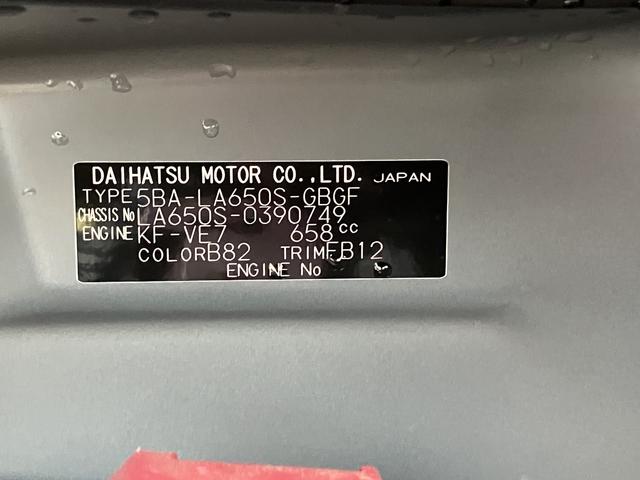 DAIHATSU MOTOR CO.,LTD. JAPAN
TYPE 5BA-LA650S-GBGF
CHASSIS No LA650S-0390749
ENGINE KF-VE7 658 cc
COLOR B82 TRIM FB12
ENGINE No